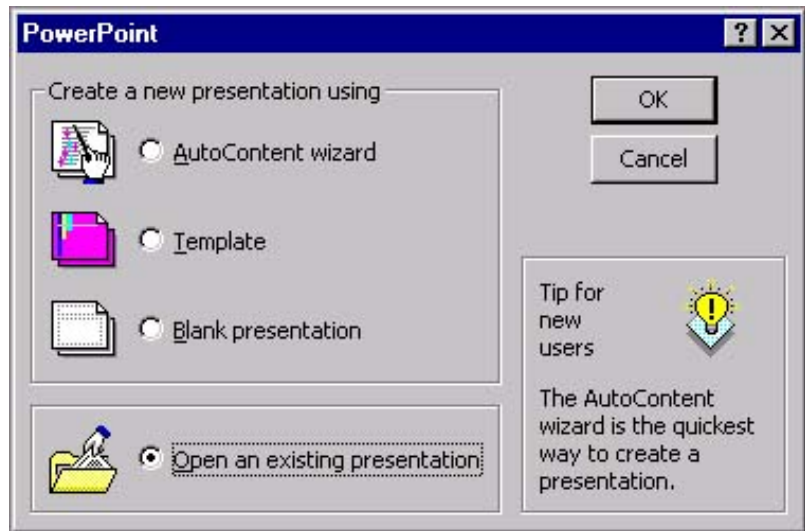 PowerPoint
Create a new presentation using
AutoContent wizard
Template
Blank presentation
Open an existing presentation
OK
Cancel
Tip for
new
users
The AutoContent
wizard is the quickest
way to create a
presentation.